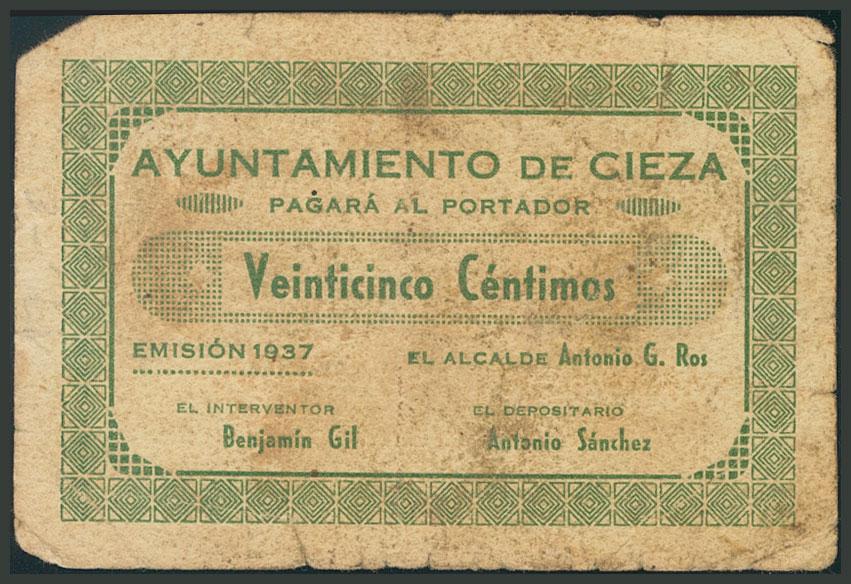 AYUNTAMIENTO DE CIEZA
PAGARÁ AL PORTADOR
Veinticinco Céntimos
EMISIÓN 1937
EL ALCALDE Antonio G. Ros
EL INTERVENTOR
Benjamín Gil
EL DEPOSITARIO
Antonio Sánchez